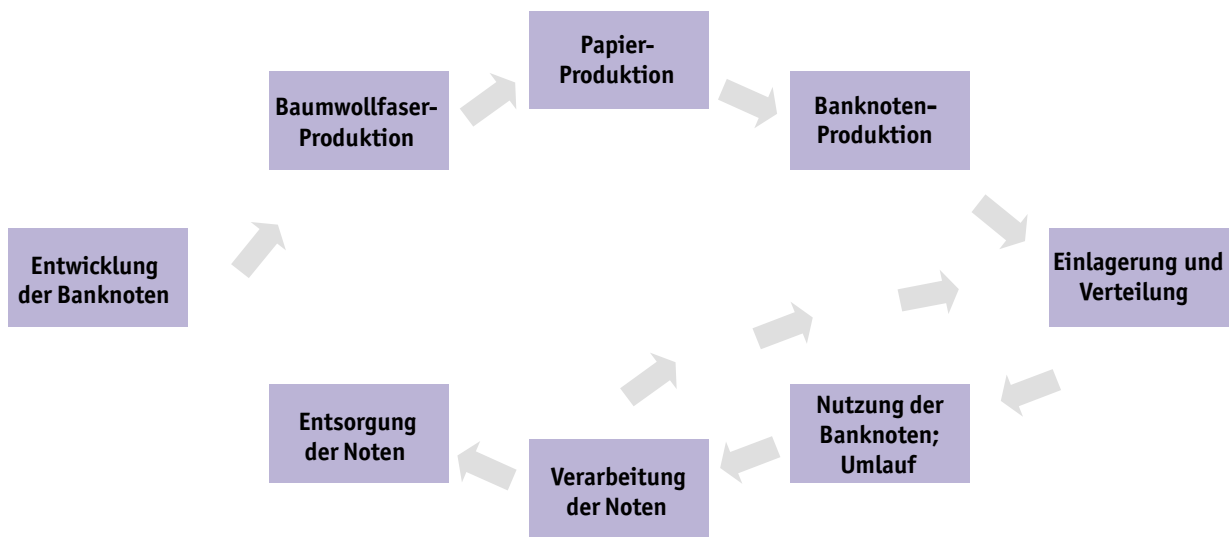 Papier-
Produktion
Baumwollfaser-
Produktion
Banknoten-
Produktion
Entwicklung
der Banknoten
Einlagerung und
Verteilung
Entsorgung
der Noten
Verarbeitung
der Noten
Nutzung der
Banknoten;
Umlauf